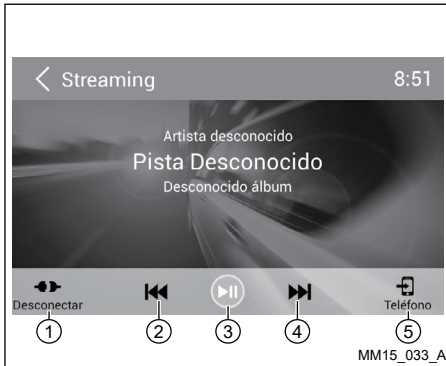 Streaming 8:51
Artista desconocido
Pista Desconocido
Desconocido álbum
Desconectar Teléfono
1 2 3 4 5
MM15_033_A